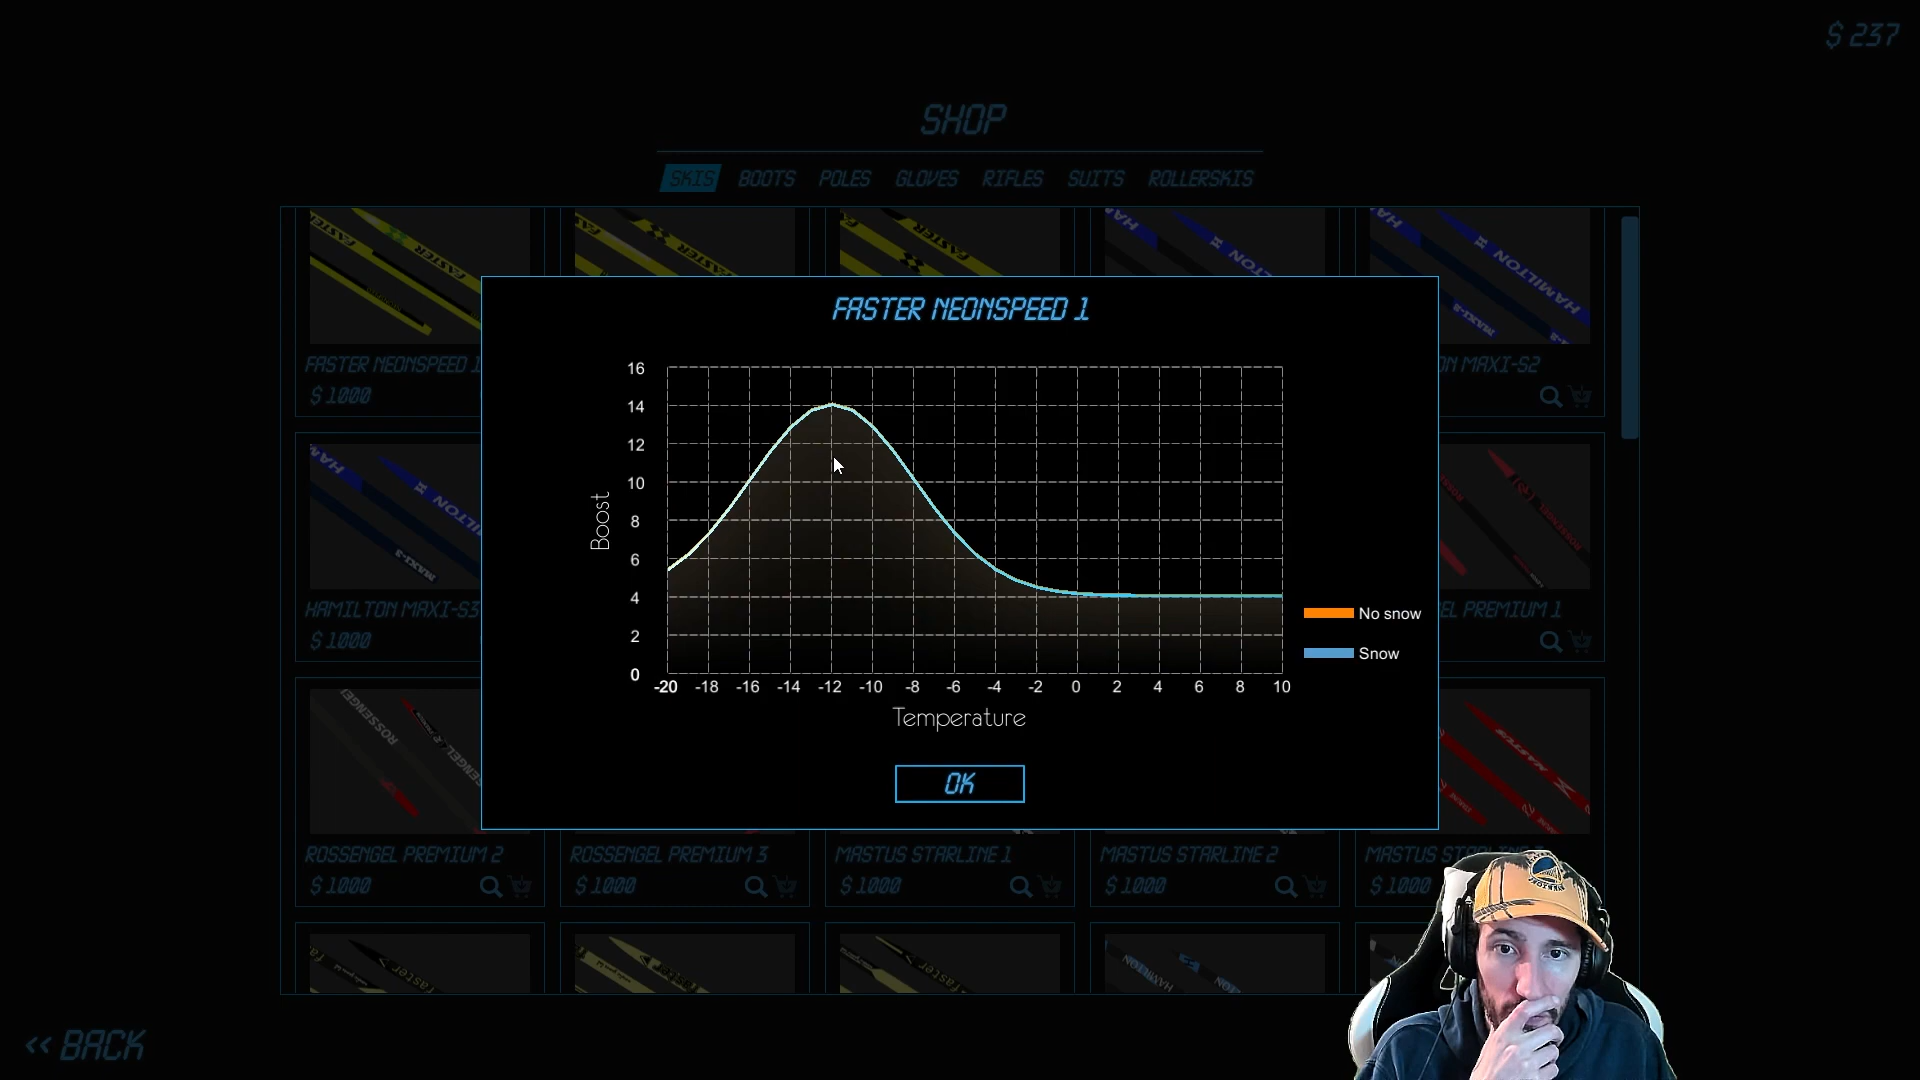 $ 237
SHOP
SKIS BOOTS POLES GLOVES RIFLES SUITS ROLLERSKIS
FASTER NEONSPEED 1
$ 1000
FASTER NEONSPEED 1
16
14
12
10
8
6
4
2
0
Boost
-20 -18 -16 -14 -12 -10 -8 -6 -4 -2 0 2 4 6 8 10
Temperature
No snow
Snow
OK
ON MAXI-S2
HAMILTON MAXI-S3
$ 1000
EL PREMIUM 1
ROSSENGEL PREMIUM 2
$ 1000
ROSSENGEL PREMIUM 3
$ 1000
MASTUS STARLINE 1
$ 1000
MASTUS STARLINE 2
$ 1000
MASTUS STARLINE
$ 1000
<< BACK